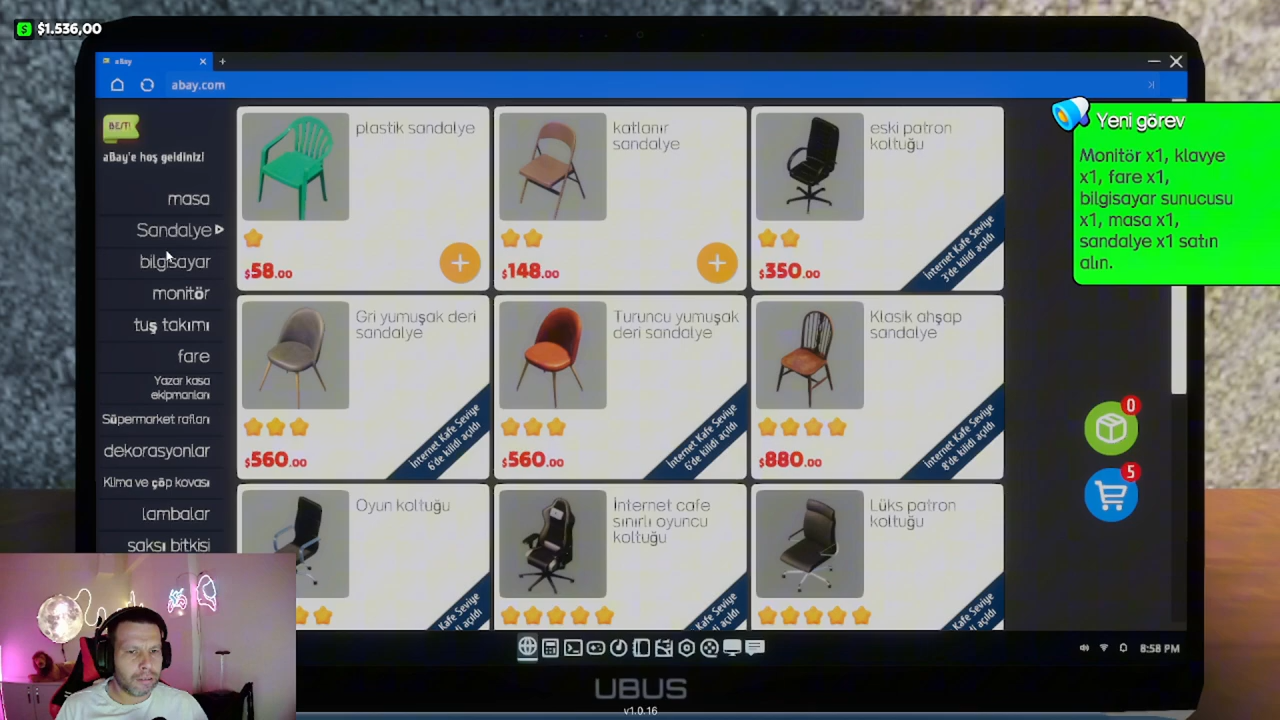 $1.536,00
aBay
abay.com
BEST!
aBay'e hoş geldiniz!
masa
Sandalye
bilgisayar
monitör
tuş takımı
fare
Yazar kasa
ekipmanları
Süpermarket rafları
dekorasyonlar
Klima ve çöp kovası
lambalar
saksı bitkisi
plastik sandalye
$58.00
katlanır
sandalye
$148.00
eski patron
koltuğu
$350.00
İnternet Kafe Seviye
3'de kilidi açıldı
Gri yumuşak deri
sandalye
$560.00
İnternet Kafe Seviye
6'de kilidi açıldı
Turuncu yumuşak
deri sandalye
$560.00
İnternet Kafe Seviye
6'de kilidi açıldı
Klasik ahşap
sandalye
$880.00
İnternet Kafe Seviye
8'de kilidi açıldı
Oyun koltuğu
İnternet cafe
sınırlı oyuncu
koltuğu
Lüks patron
koltuğu
Yeni görev
Monitör x1, klavye
x1, fare x1,
bilgisayar sunucusu
x1, masa x1,
sandalye x1 satın
alın.
0
5
8:58 PM
UBUS
v1.0.16